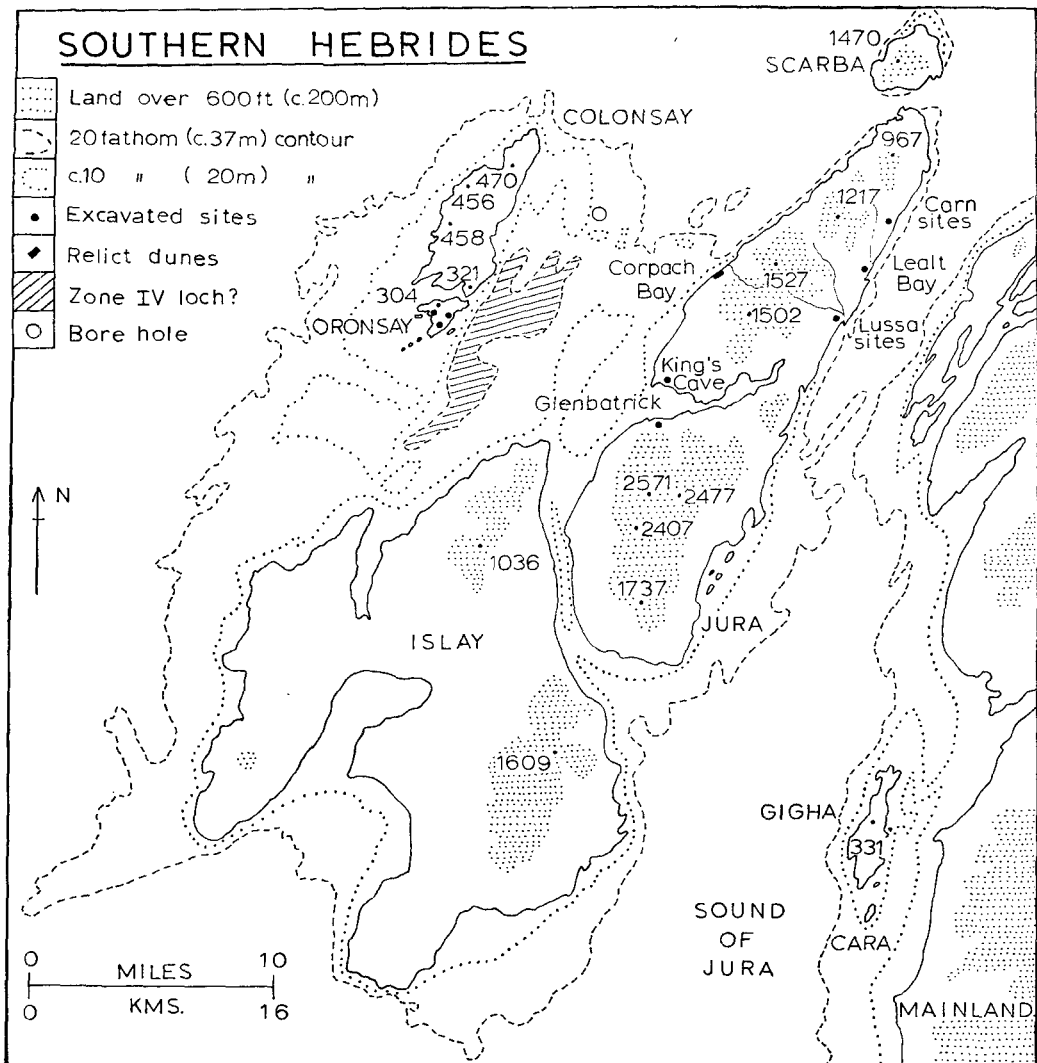 SOUTHERN HEBRIDES
Land over 600ft (c.200m)
20 fathom (c.37m) contour
c.10 " ( 20m) "
Excavated sites
Relict dunes
Zone IV loch?
Bore hole
1470
SCARBA
COLONSAY
967
470
456
1217
Carn
sites
458
Corpach
Bay
Lealt
Bay
321
1527
304
ORONSAY
1502
Lussa
sites
King's
Cave
Glenbatrick
N
2571
2477
2407
1036
1737
JURA
ISLAY
1609
GIGHA
331
SOUND
OF
JURA
CARA
0 10
MILES
KMS.
0 16
MAINLAND